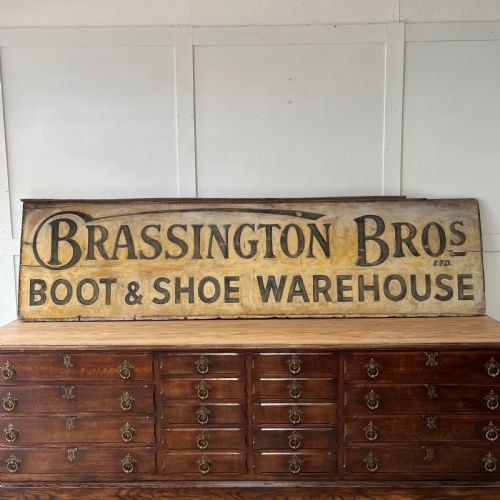 BRASSINGTON BROS LTD.
BOOT & SHOE WAREHOUSE